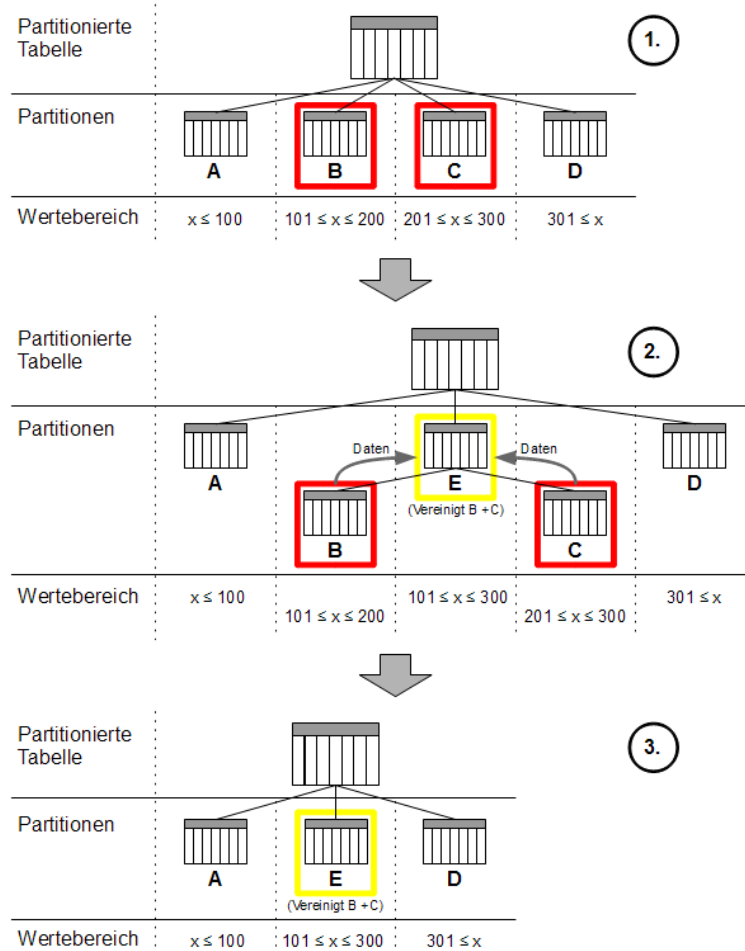 Partitionierte
Tabelle
1.
Partitionen
A
B
C
D
Wertebereich
x ≤ 100
101 ≤ x ≤ 200
201 ≤ x ≤ 300
301 ≤ x
Partitionierte
Tabelle
2.
Partitionen
Daten
Daten
A
E
D
(Vereinigt B + C)
B
C
Wertebereich
x ≤ 100
101 ≤ x ≤ 300
301 ≤ x
101 ≤ x ≤ 200
201 ≤ x ≤ 300
Partitionierte
Tabelle
3.
Partitionen
A
E
D
(Vereinigt B + C)
Wertebereich
x ≤ 100
101 ≤ x ≤ 300
301 ≤ x